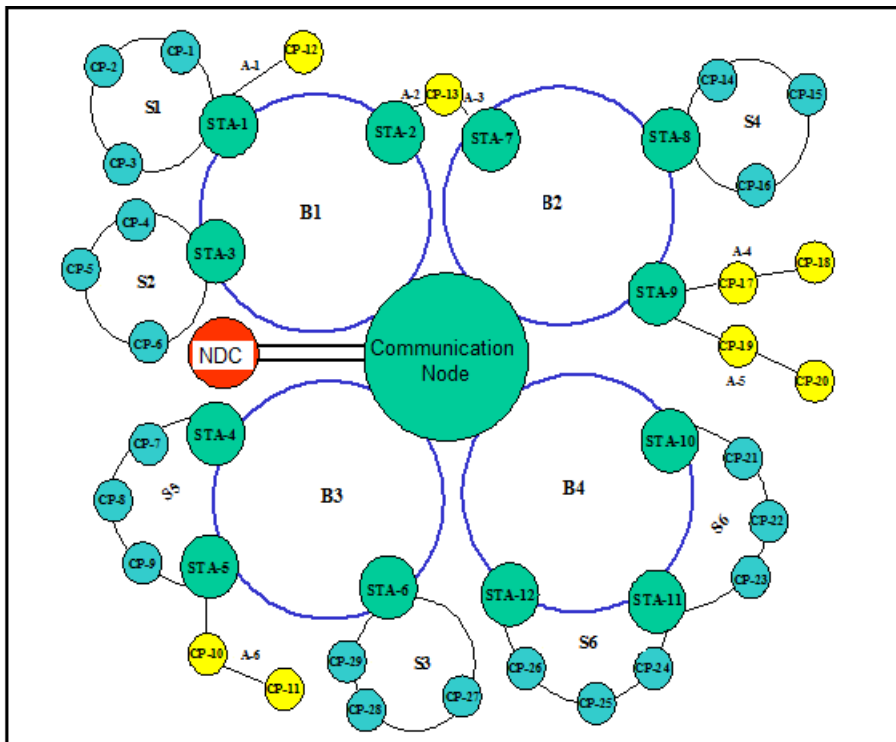 CP-1
CP-2
CP-3
S1
STA-1
A-1
CP-12
STA-2
A-2
CP-13
A-3
STA-7
STA-8
CP-14
CP-15
CP-16
S4
B1
B2
CP-4
CP-5
CP-6
S2
STA-3
STA-9
A-4
CP-17
CP-18
CP-19
CP-20
A-5
NDC
Communication
Node
STA-4
CP-7
CP-8
CP-9
S5
STA-5
B3
B4
STA-10
CP-21
CP-22
CP-23
S6
STA-6
STA-12
STA-11
CP-10
A-6
CP-11
CP-29
CP-28
CP-27
S3
S6
CP-26
CP-25
CP-24